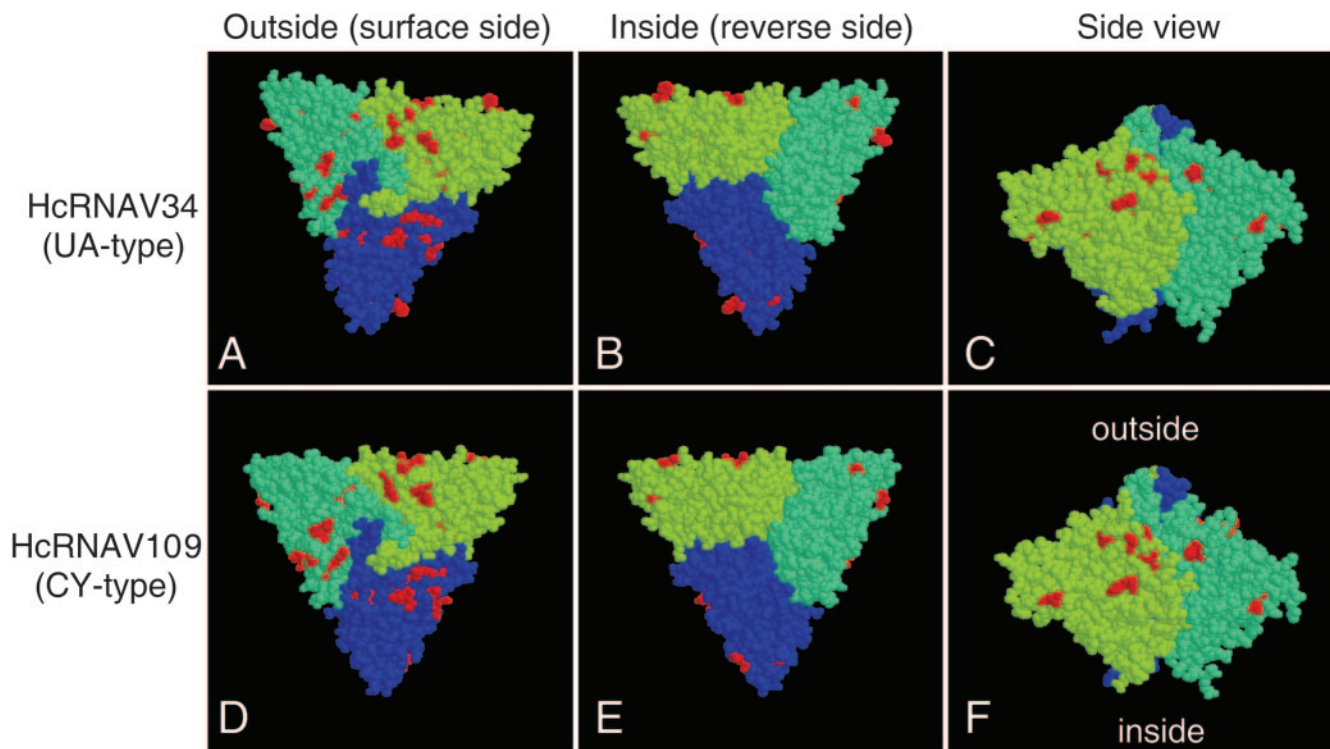 Outside (surface side) Inside (reverse side) Side view
HcRNAV34
(UA-type)
A B C
HcRNAV109
(CY-type)
outside
D E F
inside